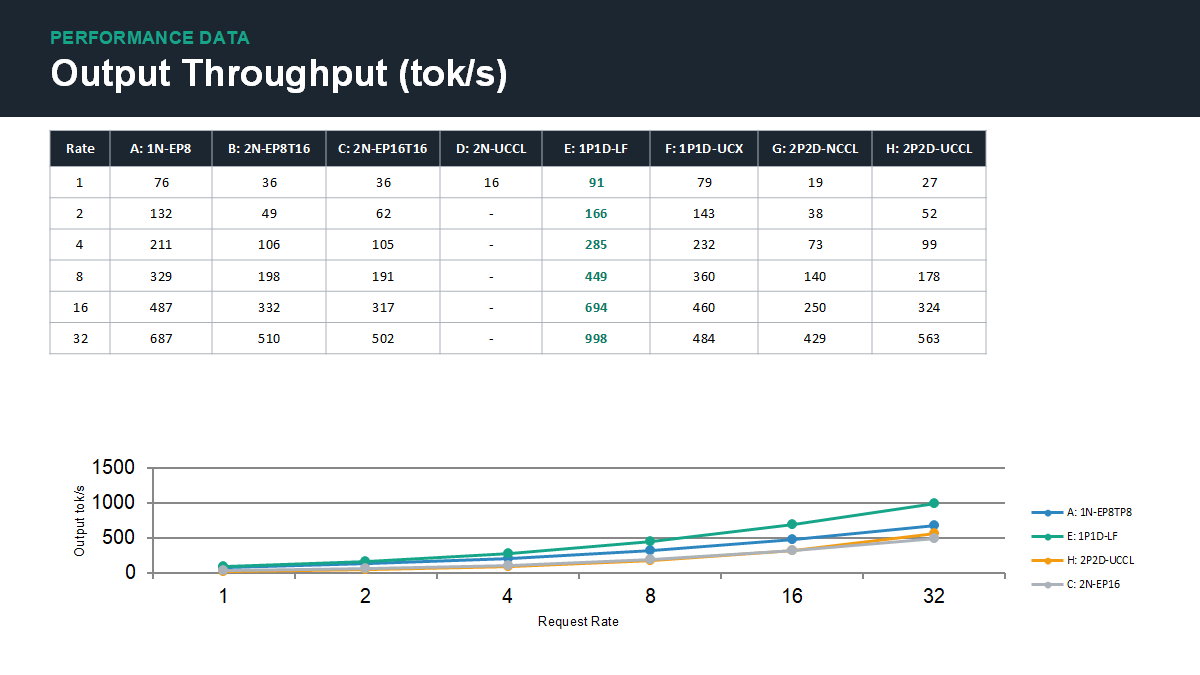 PERFORMANCE DATA
Output Throughput (tok/s)
Rate A: 1N-EP8 B: 2N-EP8T16 C: 2N-EP16T16 D: 2N-UCCL E: 1P1D-LF F: 1P1D-UCX G: 2P2D-NCCL H: 2P2D-UCCL
1 76 36 36 16 91 79 19 27
2 132 49 62 - 166 143 38 52
4 211 106 105 - 285 232 73 99
8 329 198 191 - 449 360 140 178
16 487 332 317 - 694 460 250 324
32 687 510 502 - 998 484 429 563
1500
1000
500
0
Output tok/s
1 2 4 8 16 32
Request Rate
A: 1N-EP8TP8
E: 1P1D-LF
H: 2P2D-UCCL
C: 2N-EP16